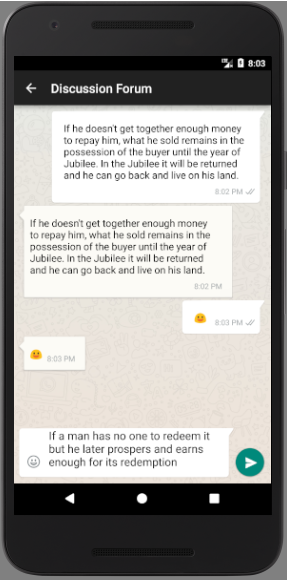 8:03
Discussion Forum
If he doesn't get together enough money
to repay him, what he sold remains in the
possession of the buyer until the year of
Jubilee. In the Jubilee it will be returned
and he can go back and live on his land.
8:02 PM
If he doesn't get together enough money
to repay him, what he sold remains in the
possession of the buyer until the year of
Jubilee. In the Jubilee it will be returned
and he can go back and live on his land.
8:02 PM
8:03 PM
8:03 PM
If a man has no one to redeem it
but he later prospers and earns
enough for its redemption